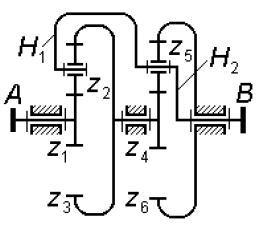 H₁ z₅ H₂
A z₂ B
z₁ z₄
z₃ z₆